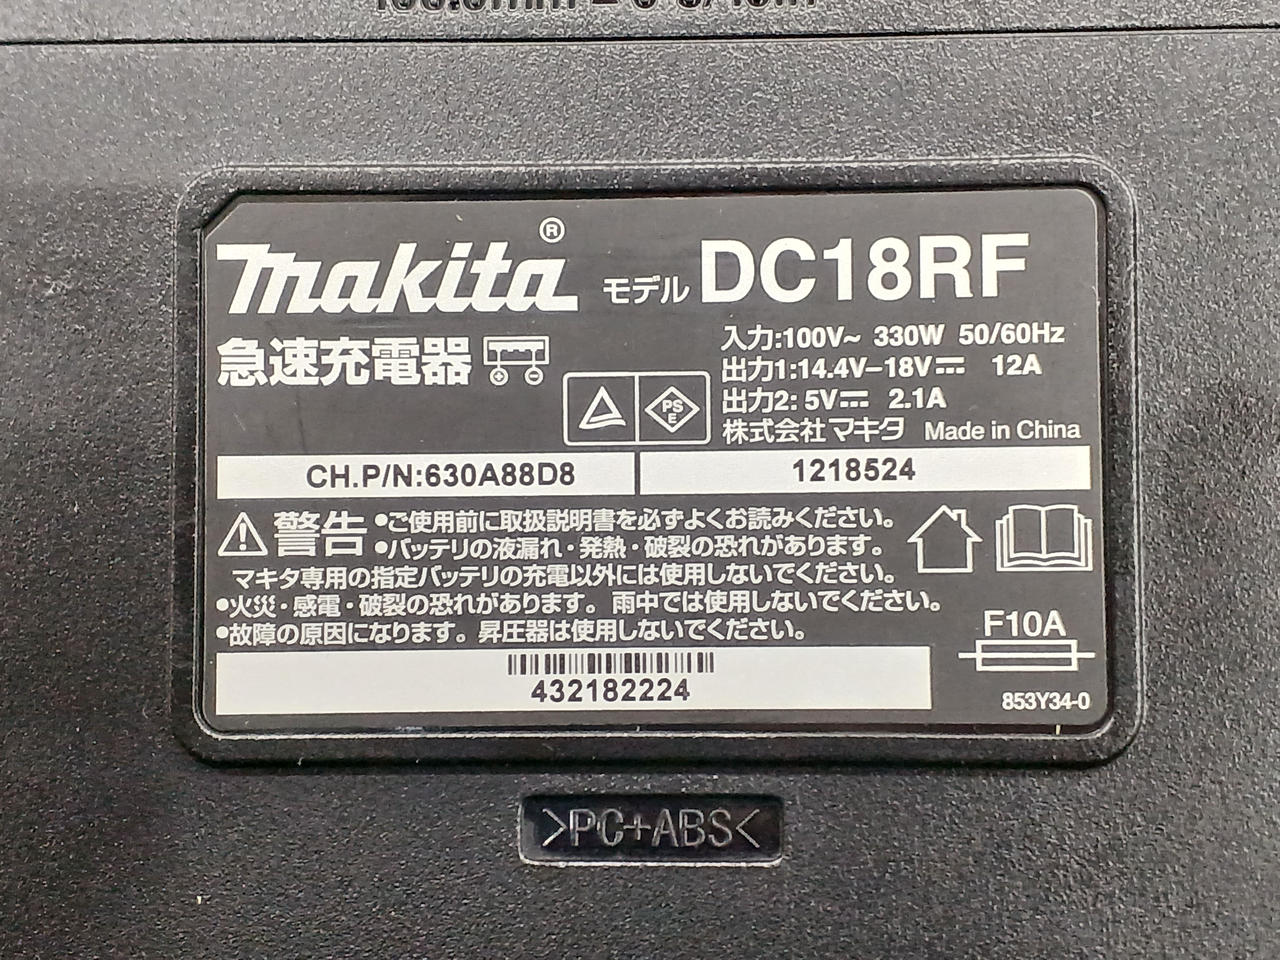 makita®
モデル DC18RF
急速充電器
入力:100V~ 330W 50/60Hz
出力1:14.4V–18V⎓ 12A
出力2: 5V⎓ 2.1A
株式会社マキタ Made in China
PS
E
CH.P/N:630A88D8
1218524
警告
•ご使用前に取扱説明書を必ずよくお読みください。
•バッテリの液漏れ・発熱・破裂の恐れがあります。
マキタ専用の指定バッテリの充電以外には使用しないでください。
•火災・感電・破裂の恐れがあります。雨中では使用しないでください。
•故障の原因になります。昇圧器は使用しないでください。
F10A
432182224
853Y34-0
>PC+ABS<